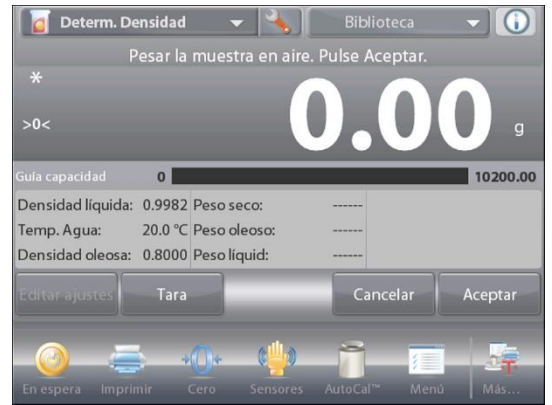 Determ. Densidad
Biblioteca
Pesar la muestra en aire. Pulse Aceptar.
*
>0<
0.00 g
Guía capacidad 0 10200.00
Densidad líquida: 0.9982 Peso seco: ------
Temp. Agua: 20.0 °C Peso oleoso: ------
Densidad oleosa: 0.8000 Peso líquid: ------
Editar ajustes Tara Cancelar Aceptar
En espera Imprimir Cero Sensores AutoCal™ Menú Más...